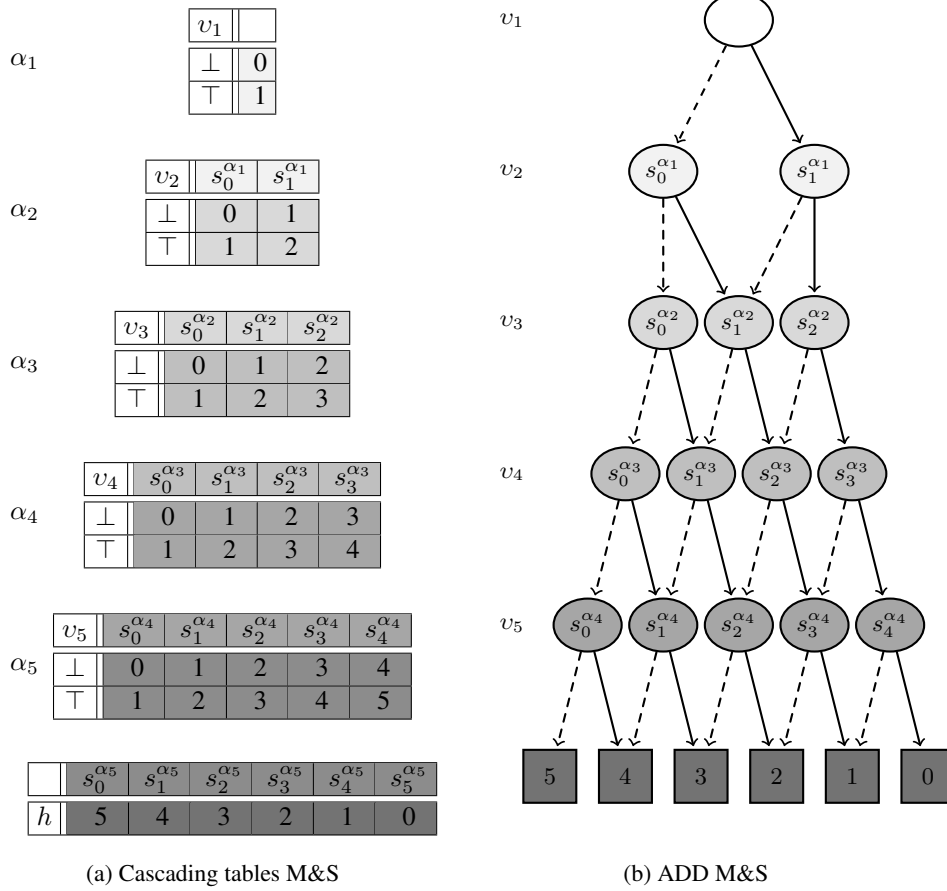 υ1
α1
⊥ 0
⊤ 1
υ2 s0^α1 s1^α1
α2
⊥ 0 1
⊤ 1 2
υ3 s0^α2 s1^α2 s2^α2
α3
⊥ 0 1 2
⊤ 1 2 3
υ4 s0^α3 s1^α3 s2^α3 s3^α3
α4
⊥ 0 1 2 3
⊤ 1 2 3 4
υ5 s0^α4 s1^α4 s2^α4 s3^α4 s4^α4
α5
⊥ 0 1 2 3 4
⊤ 1 2 3 4 5
s0^α5 s1^α5 s2^α5 s3^α5 s4^α5 s5^α5
h 5 4 3 2 1 0
(a) Cascading tables M&S
υ1
υ2 s0^α1 s1^α1
υ3 s0^α2 s1^α2 s2^α2
υ4 s0^α3 s1^α3 s2^α3 s3^α3
υ5 s0^α4 s1^α4 s2^α4 s3^α4 s4^α4
5 4 3 2 1 0
(b) ADD M&S